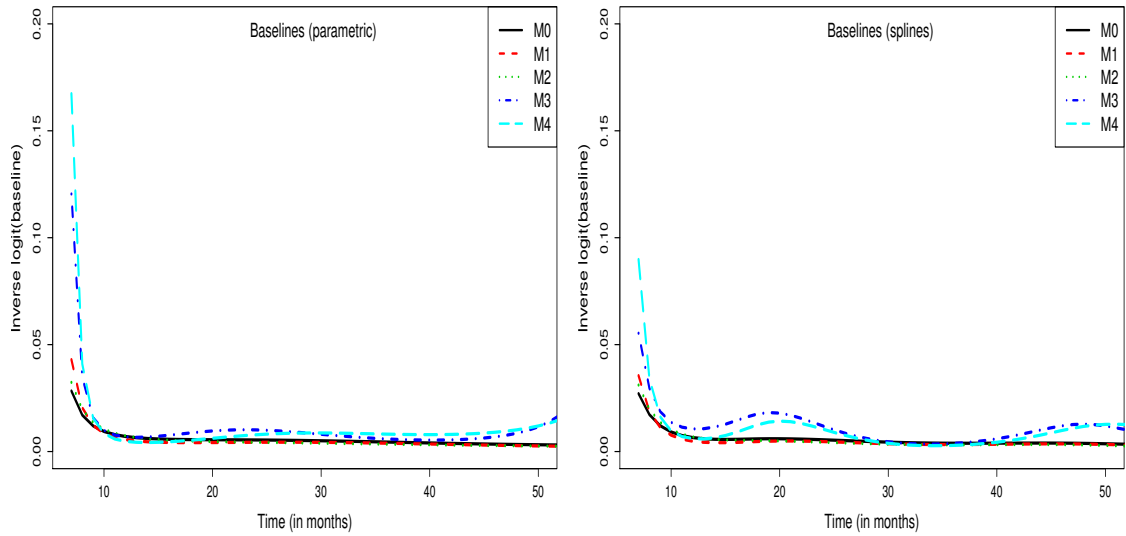 Baselines (parametric)
M0
M1
M2
M3
M4
Inverse logit(baseline)
0.20
0.15
0.10
0.05
0.00
10 20 30 40 50
Time (in months)
Baselines (splines)
M0
M1
M2
M3
M4
Inverse logit(baseline)
0.20
0.15
0.10
0.05
0.00
10 20 30 40 50
Time (in months)